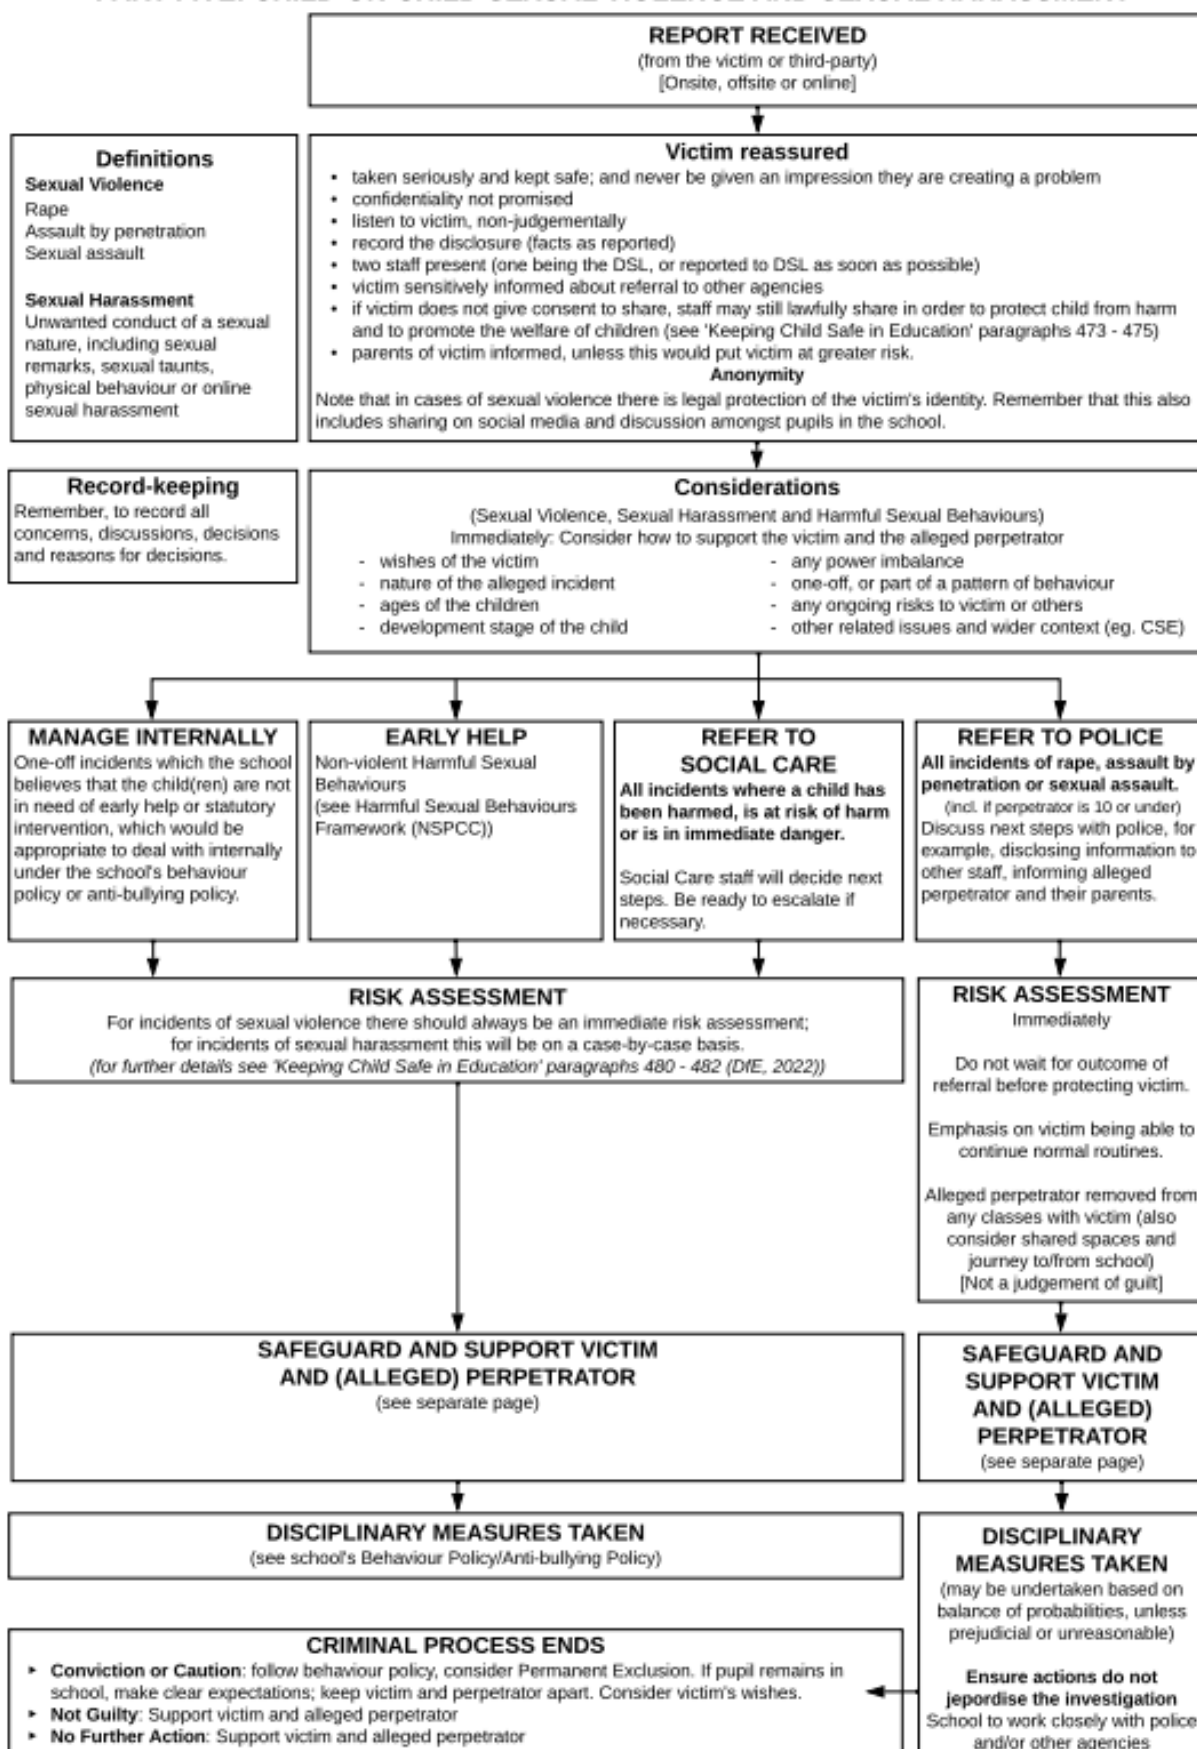 REPORT RECEIVED
(from the victim or third-party)
[Onsite, offsite or online]
Definitions
Sexual Violence
Rape
Assault by penetration
Sexual assault
Sexual Harassment
Unwanted conduct of a sexual
nature, including sexual
remarks, sexual taunts,
physical behaviour or online
sexual harassment
Victim reassured
• taken seriously and kept safe; and never be given an impression they are creating a problem
• confidentiality not promised
• listen to victim, non-judgementally
• record the disclosure (facts as reported)
• two staff present (one being the DSL, or reported to DSL as soon as possible)
• victim sensitively informed about referral to other agencies
• if victim does not give consent to share, staff may still lawfully share in order to protect child from harm
and to promote the welfare of children (see 'Keeping Child Safe in Education' paragraphs 473 - 475)
• parents of victim informed, unless this would put victim at greater risk.
Anonymity
Note that in cases of sexual violence there is legal protection of the victim's identity. Remember that this also
includes sharing on social media and discussion amongst pupils in the school.
Record-keeping
Remember, to record all
concerns, discussions, decisions
and reasons for decisions.
Considerations
(Sexual Violence, Sexual Harassment and Harmful Sexual Behaviours)
Immediately: Consider how to support the victim and the alleged perpetrator
- wishes of the victim
- nature of the alleged incident
- ages of the children
- development stage of the child
- any power imbalance
- one-off, or part of a pattern of behaviour
- any ongoing risks to victim or others
- other related issues and wider context (eg. CSE)
MANAGE INTERNALLY
One-off incidents which the school
believes that the child(ren) are not
in need of early help or statutory
intervention, which would be
appropriate to deal with internally
under the school's behaviour
policy or anti-bullying policy.
EARLY HELP
Non-violent Harmful Sexual
Behaviours
(see Harmful Sexual Behaviours
Framework (NSPCC))
REFER TO
SOCIAL CARE
All incidents where a child has
been harmed, is at risk of harm
or is in immediate danger.
Social Care staff will decide next
steps. Be ready to escalate if
necessary.
REFER TO POLICE
All incidents of rape, assault by
penetration or sexual assault.
(incl. if perpetrator is 10 or under)
Discuss next steps with police, for
example, disclosing information to
other staff, informing alleged
perpetrator and their parents.
RISK ASSESSMENT
For incidents of sexual violence there should always be an immediate risk assessment;
for incidents of sexual harassment this will be on a case-by-case basis.
(for further details see 'Keeping Child Safe in Education' paragraphs 480 - 482 (DfE, 2022))
RISK ASSESSMENT
Immediately
Do not wait for outcome of
referral before protecting victim.
Emphasis on victim being able to
continue normal routines.
Alleged perpetrator removed from
any classes with victim (also
consider shared spaces and
journey to/from school)
[Not a judgement of guilt]
SAFEGUARD AND SUPPORT VICTIM
AND (ALLEGED) PERPETRATOR
(see separate page)
SAFEGUARD AND
SUPPORT VICTIM
AND (ALLEGED)
PERPETRATOR
(see separate page)
DISCIPLINARY MEASURES TAKEN
(see school's Behaviour Policy/Anti-bullying Policy)
DISCIPLINARY
MEASURES TAKEN
(may be undertaken based on
balance of probabilities, unless
prejudicial or unreasonable)
Ensure actions do not
jepordise the investigation
School to work closely with police
and/or other agencies
CRIMINAL PROCESS ENDS
▸ Conviction or Caution: follow behaviour policy, consider Permanent Exclusion. If pupil remains in
school, make clear expectations; keep victim and perpetrator apart. Consider victim's wishes.
▸ Not Guilty: Support victim and alleged perpetrator
▸ No Further Action: Support victim and alleged perpetrator